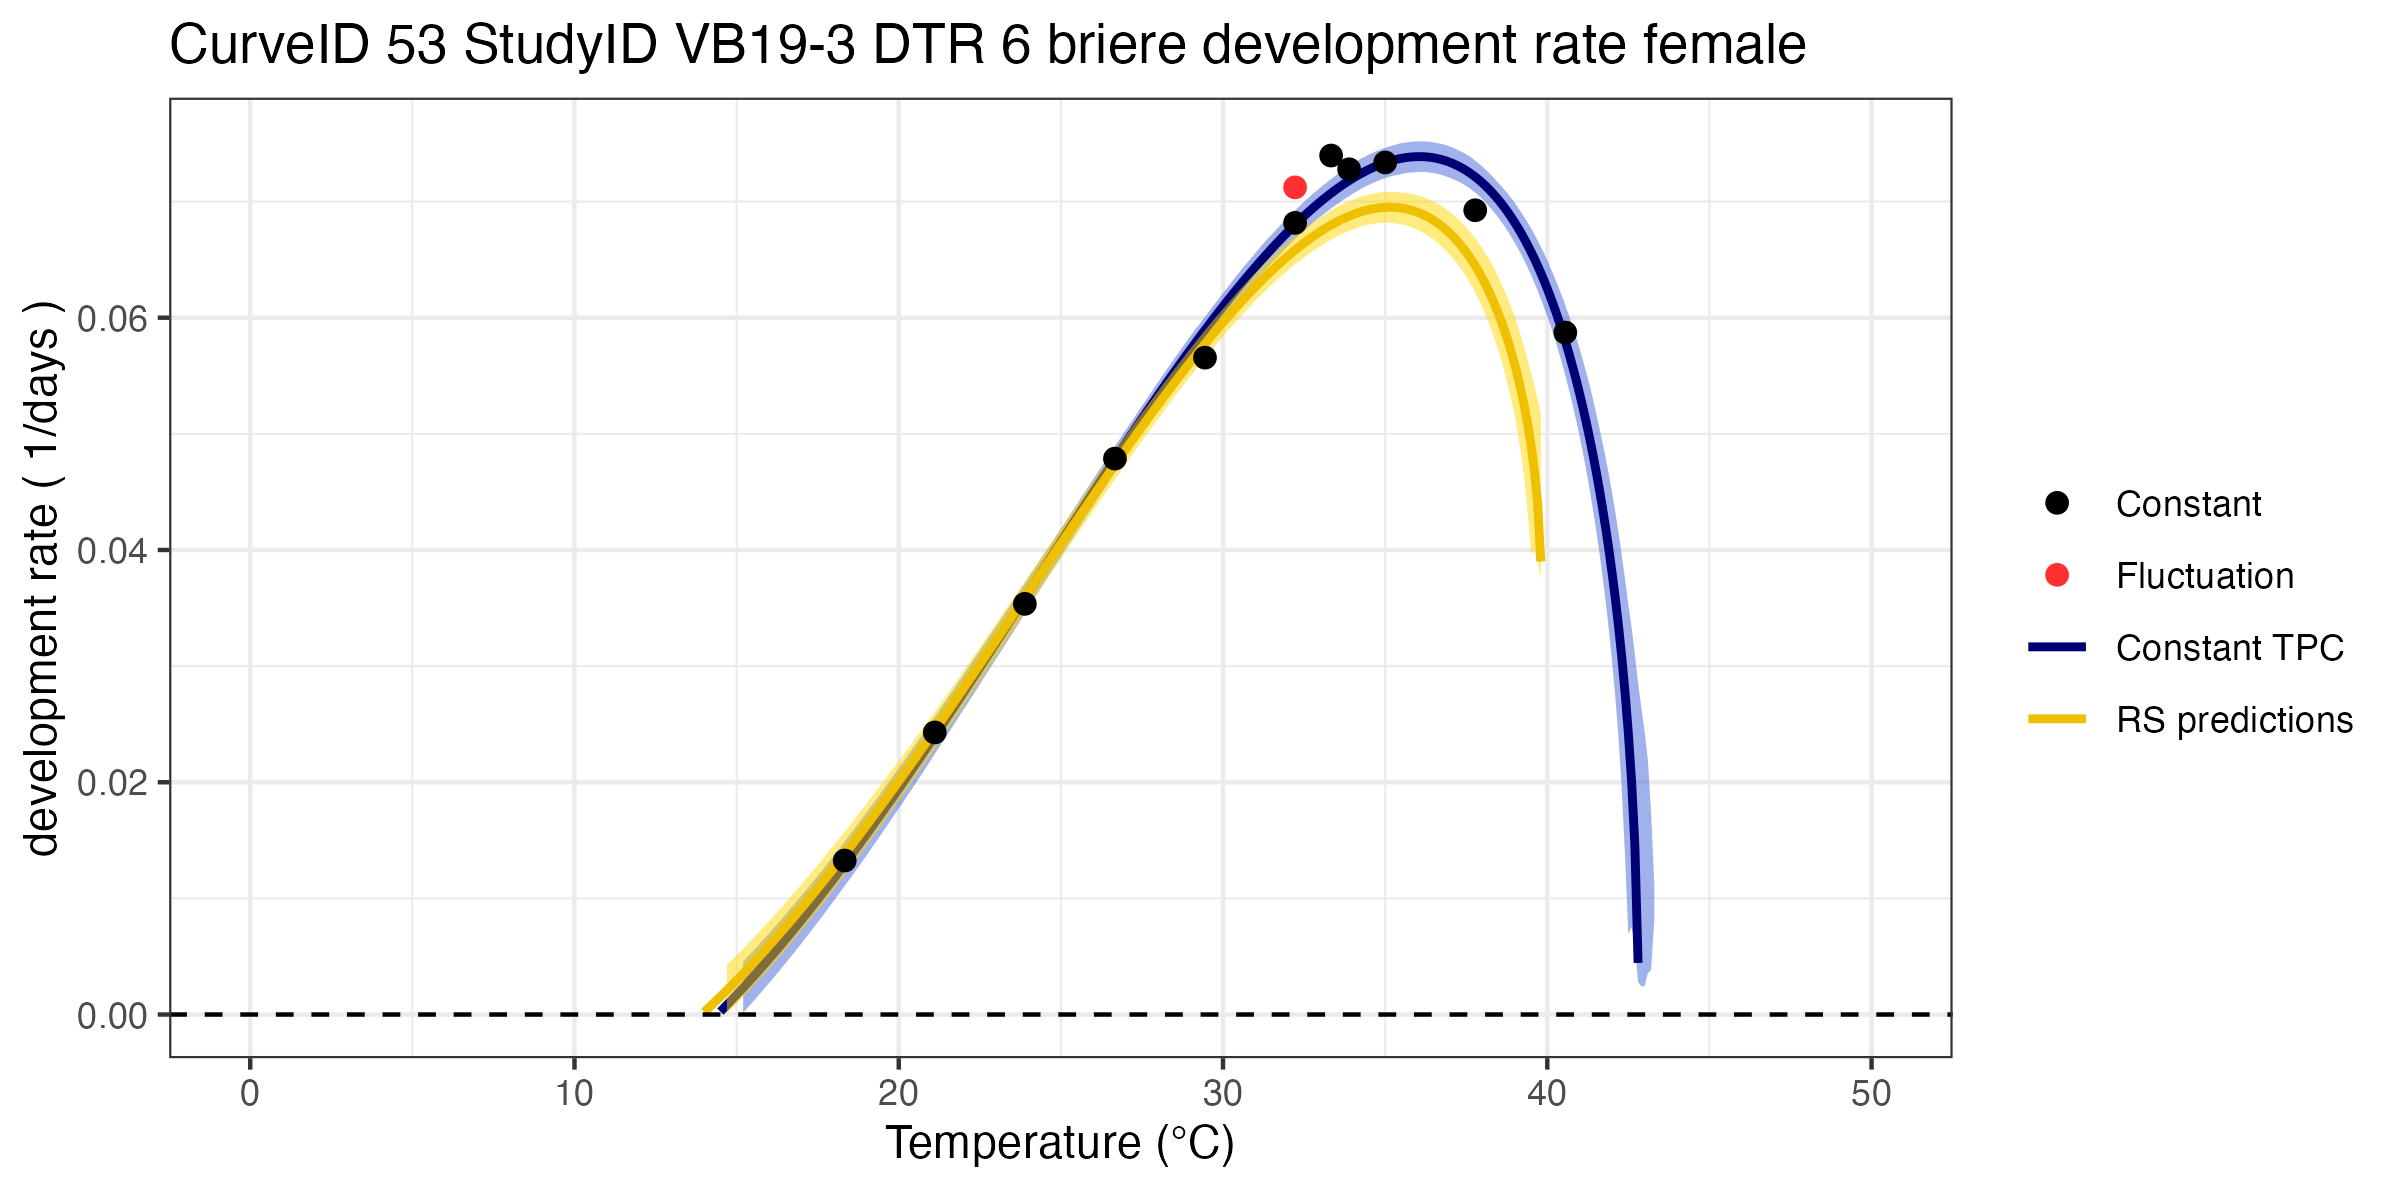 CurveID 53 StudyID VB19-3 DTR 6 briere development rate female
development rate ( 1/days )
0.06
0.04
0.02
0.00
0 10 20 30 40 50
Temperature (°C)
Constant
Fluctuation
Constant TPC
RS predictions